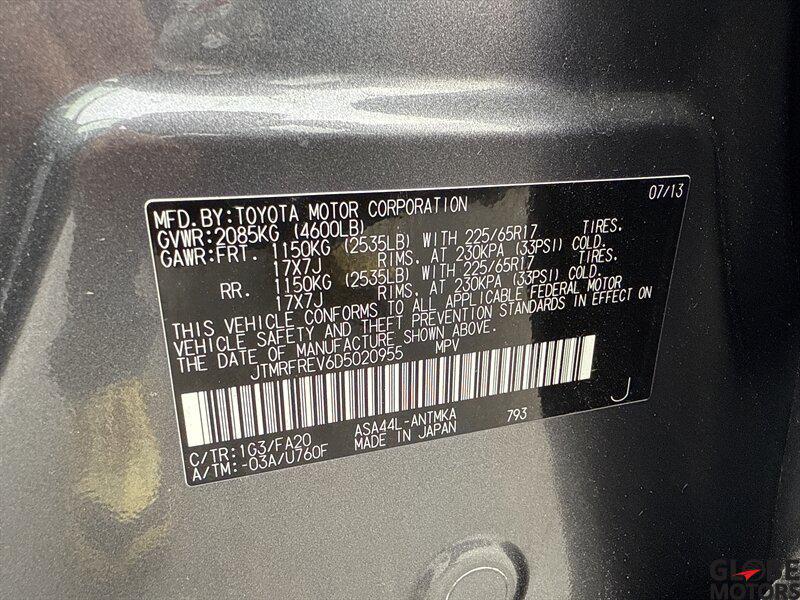 07/13
MFD.BY:TOYOTA MOTOR CORPORATION
GVWR:2085KG (4600LB)
GAWR:FRT. 1150KG (2535LB) WITH 225/65R17 TIRES.
17X7J RIMS. AT 230KPA (33PSI) COLD.
RR. 1150KG (2535LB) WITH 225/65R17 TIRES.
17X7J RIMS. AT 230KPA (33PSI) COLD.
THIS VEHICLE CONFORMS TO ALL APPLICABLE FEDERAL MOTOR
VEHICLE SAFETY AND THEFT PREVENTION STANDARDS IN EFFECT ON
THE DATE OF MANUFACTURE SHOWN ABOVE.
JTMRFREV6D5020955 MPV
J
C/TR:1G3/FA20 ASA44L-ANTMKA 793
A/TM:-03A/U760F MADE IN JAPAN
GLOBE
MOTORS